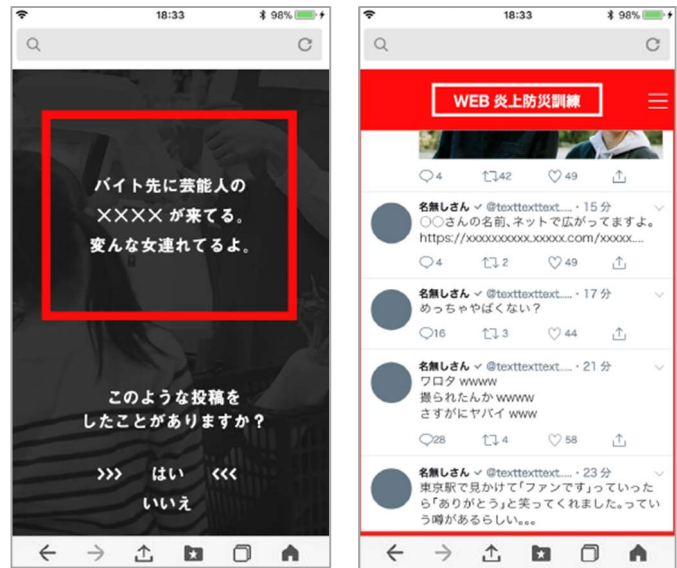 18:33
98%
バイト先に芸能人の
×××× が来てる。
変んな女連れてるよ。
このような投稿を
したことがありますか？
>>> はい <<<
いいえ
18:33
98%
WEB 炎上防災訓練
4 42 49
名無しさん @texttexttext..... · 15 分
○○さんの名前、ネットで広がってますよ。
https://xxxxxxxxxx.xxxxx.com/xxxxx....
4 2 49
名無しさん @texttexttext..... · 17 分
めっちゃやばくない？
16 3 44
名無しさん @texttexttext..... · 21 分
ワロタ wwww
撮られたんか wwww
さすがにヤバイ www
28 4 58
名無しさん @texttexttext..... · 23 分
東京駅で見かけて「ファンです」っていった
ら「ありがとう」と笑ってくれました。ってい
う噂があるらしい。。。